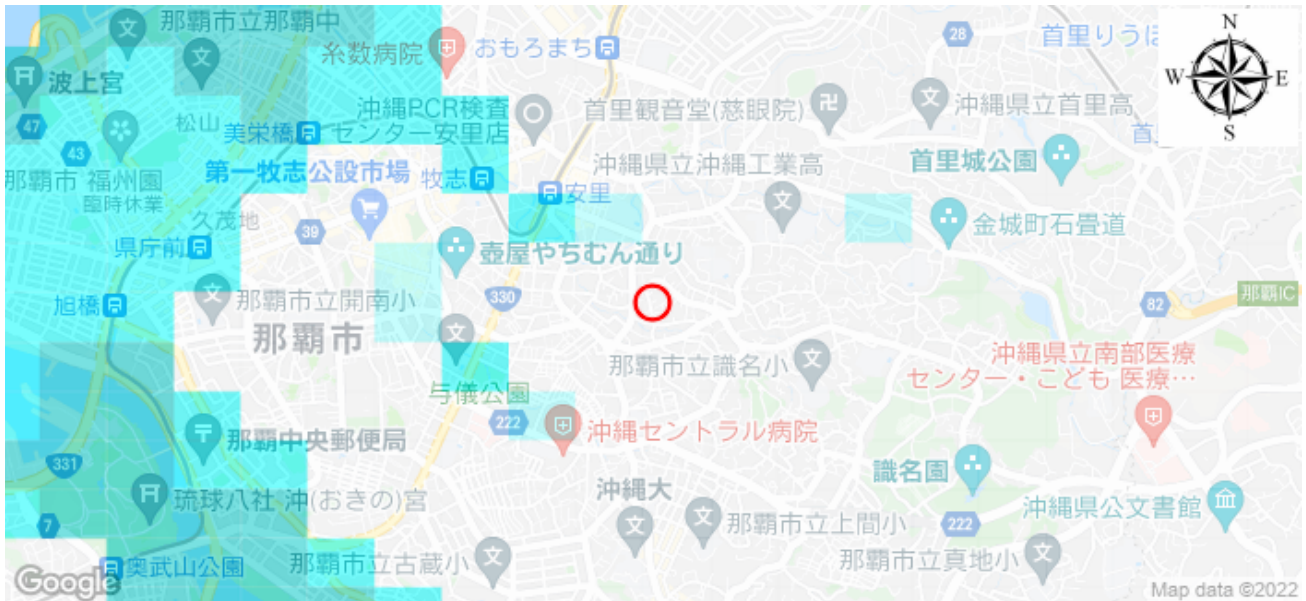 那覇市立那覇中
糸数病院
おもろまち
28
首里りうぼ
N
W
E
S
波上宮
47
松山
沖縄PCR検査
センター安里店
首里観音堂(慈眼院)
沖縄県立首里高
43
美栄橋
首
那覇市 福州園
臨時休業
第一牧志公設市場
牧志
沖縄県立沖縄工業高
首里城公園
安里
久茂地
39
金城町石畳道
県庁前
壺屋やちむん通り
旭橋
那覇市立開南小
330
82
那覇IC
那覇市
那覇市立識名小
沖縄県立南部医療
センター・こども 医療…
与儀公園
222
沖縄セントラル病院
那覇中央郵便局
331
識名園
琉球八社 沖(おきの)宮
沖縄大
那覇市立上間小
222
沖縄県公文書館
7
奥武山公園
那覇市立古蔵小
那覇市立真地小
Google
Map data ©2022